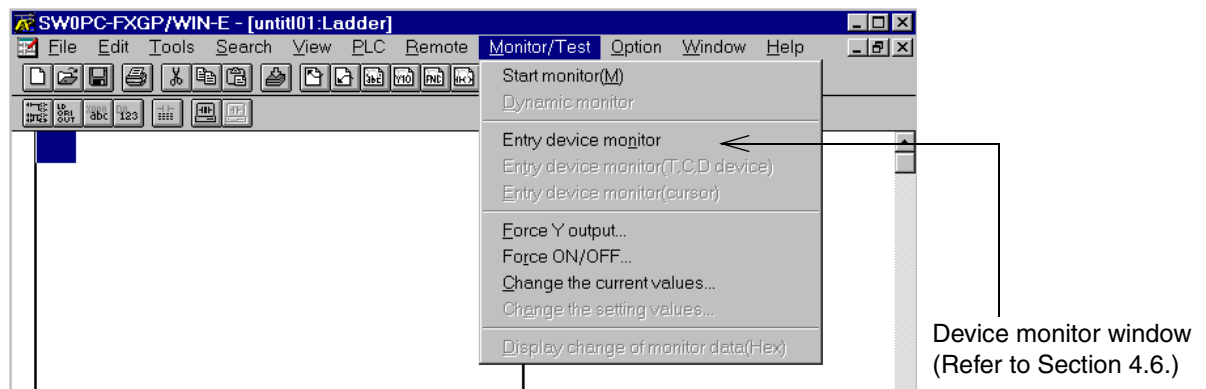 SW0PC-FXGP/WIN-E - [untitl01:Ladder]
File Edit Tools Search View PLC Remote Monitor/Test Option Window Help
Start monitor(M)
Dynamic monitor
Entry device monitor
Entry device monitor(T,C,D device)
Entry device monitor(cursor)
Force Y output...
Force ON/OFF...
Change the current values...
Change the setting values...
Display change of monitor data(Hex)
Device monitor window
(Refer to Section 4.6.)